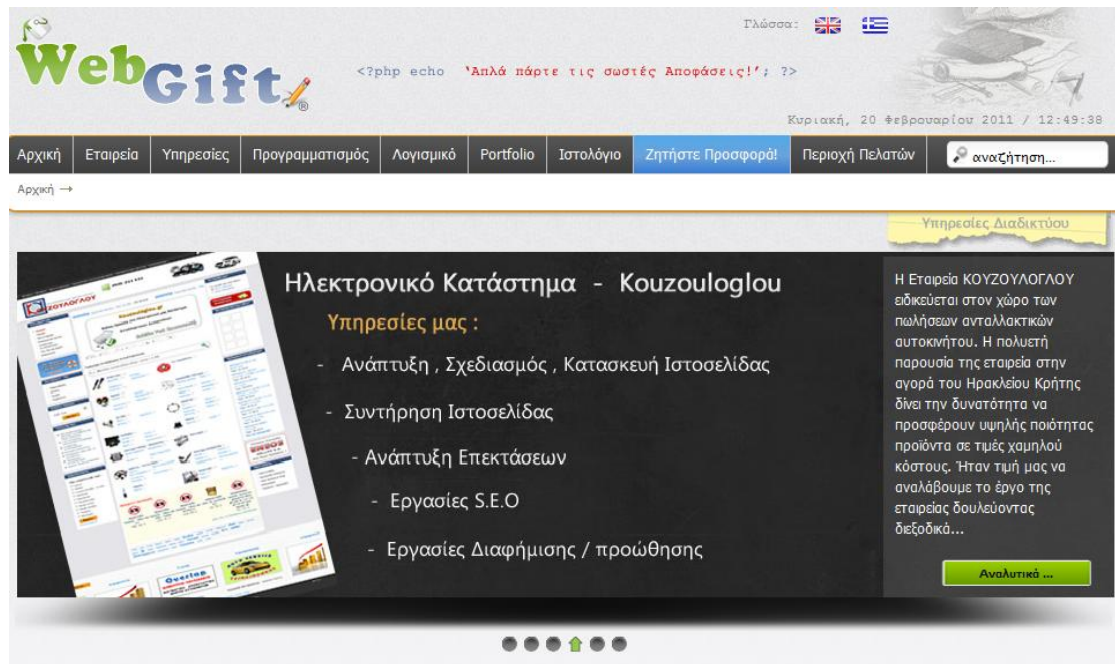 WebGift
®
Γλώσσα:
<?php echo 'Απλά πάρτε τις σωστές Αποφάσεις!'; ?>
Κυριακή, 20 Φεβρουαρίου 2011 / 12:49:38
Αρχική Εταιρεία Υπηρεσίες Προγραμματισμός Λογισμικό Portfolio Ιστολόγιο Ζητήστε Προσφορά! Περιοχή Πελατών αναζήτηση...
Αρχική →
Υπηρεσίες Διαδικτύου
Ηλεκτρονικό Κατάστημα - Kouzouloglou
Υπηρεσίες μας :
- Ανάπτυξη , Σχεδιασμός , Κατασκευή Ιστοσελίδας
- Συντήρηση Ιστοσελίδας
- Ανάπτυξη Επεκτάσεων
- Εργασίες S.E.O
- Εργασίες Διαφήμισης / προώθησης
Η Εταιρεία ΚΟΥΖΟΥΛΟΓΛΟΥ
ειδικεύεται στον χώρο των
πωλήσεων ανταλλακτικών
αυτοκινήτου. Η πολυετή
παρουσία της εταιρεία στην
αγορά του Ηρακλείου Κρήτης
δίνει την δυνατότητα να
προσφέρουν υψηλής ποιότητας
προϊόντα σε τιμές χαμηλού
κόστους. Ήταν τιμή μας να
αναλάβουμε το έργο της
εταιρείας δουλεύοντας
διεξοδικά...
Αναλυτικά ...